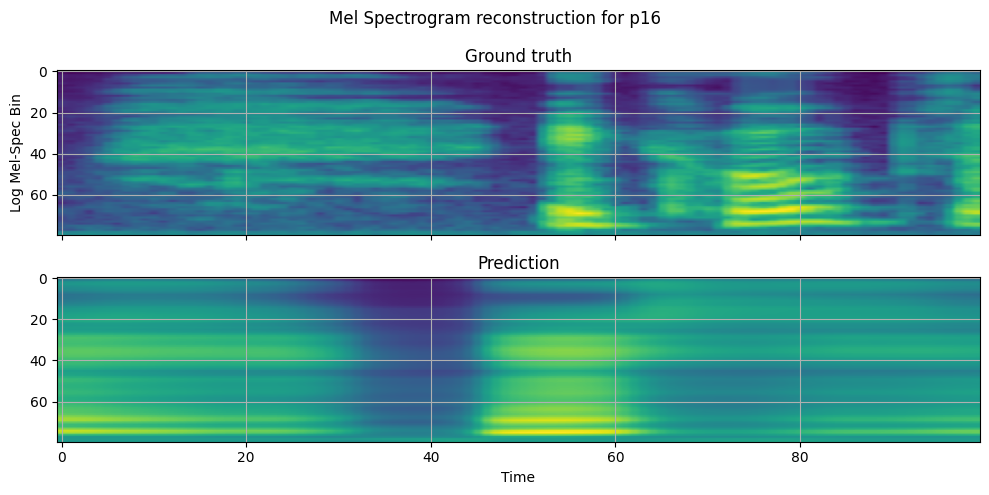 Mel Spectrogram reconstruction for p16
Ground truth
Log Mel-Spec Bin
0
20
40
60
Prediction
0
20
40
60
0 20 40 60 80
Time